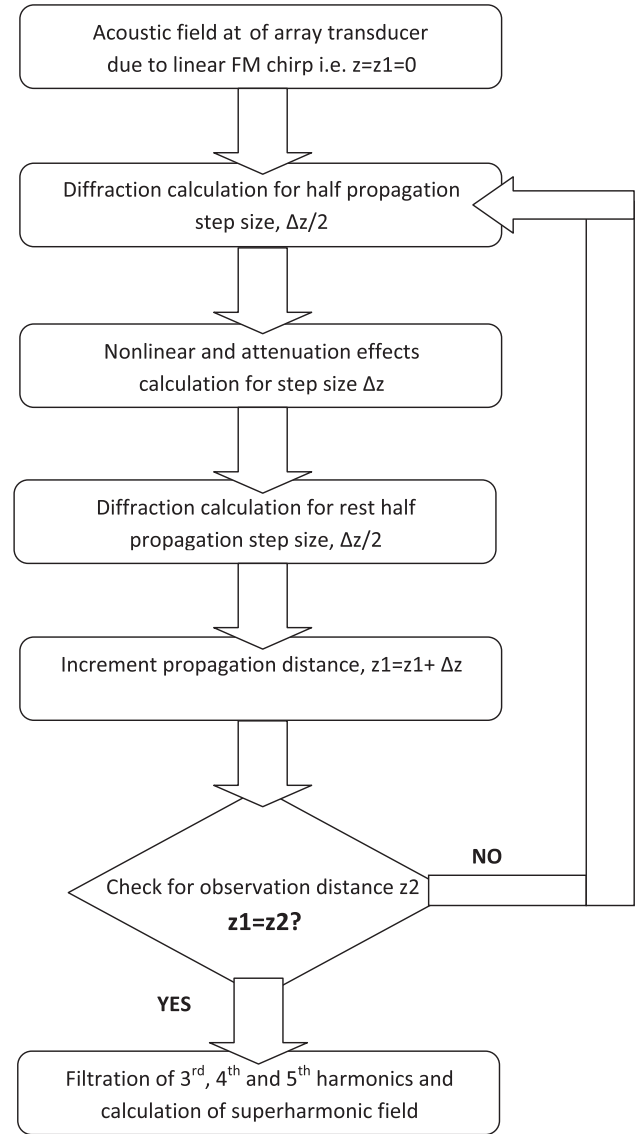 Acoustic field at of array transducer
due to linear FM chirp i.e. z=z1=0
Diffraction calculation for half propagation
step size, Δz/2
Nonlinear and attenuation effects
calculation for step size Δz
Diffraction calculation for rest half
propagation step size, Δz/2
Increment propagation distance, z1=z1+ Δz
NO
Check for observation distance z2
z1=z2?
YES
Filtration of 3rd, 4th and 5th harmonics and
calculation of superharmonic field